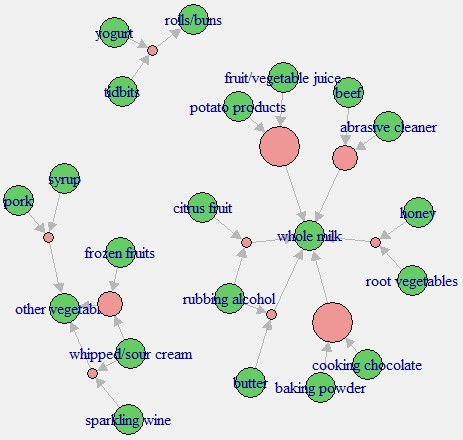 rolls/buns
yogurt
tidbits
fruit/vegetable juice
beef
potato products
abrasive cleaner
syrup
pork
citrus fruit
honey
whole milk
frozen fruits
root vegetables
rubbing alcohol
other vegetabl
whipped/sour cream
cooking chocolate
butter
baking powder
sparkling wine